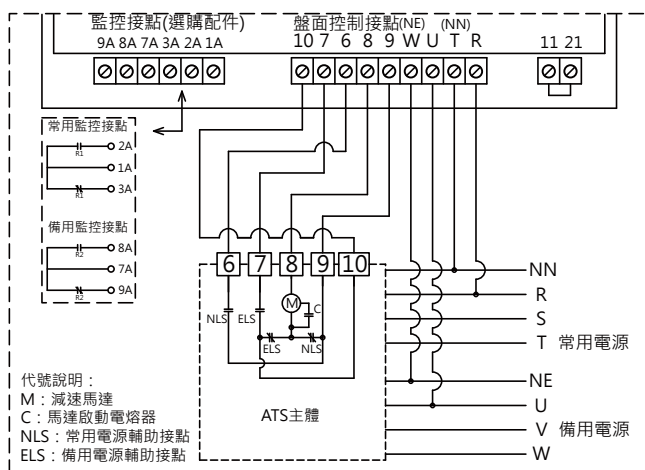 監控接點(選購配件)
盤面控制接點(NE) (NN)
9A 8A 7A 3A 2A 1A
10 7 6 8 9 W U T R
11 21
常用監控接點
R1
2A
1A
R1
3A
備用監控接點
R2
8A
7A
R2
9A
6 7 8 9 10
NLS ELS M C
ELS NLS
ATS主體
NN
R
S
T 常用電源
NE
U
V 備用電源
W
代號說明：
M：減速馬達
C：馬達啟動電熔器
NLS：常用電源輔助接點
ELS：備用電源輔助接點